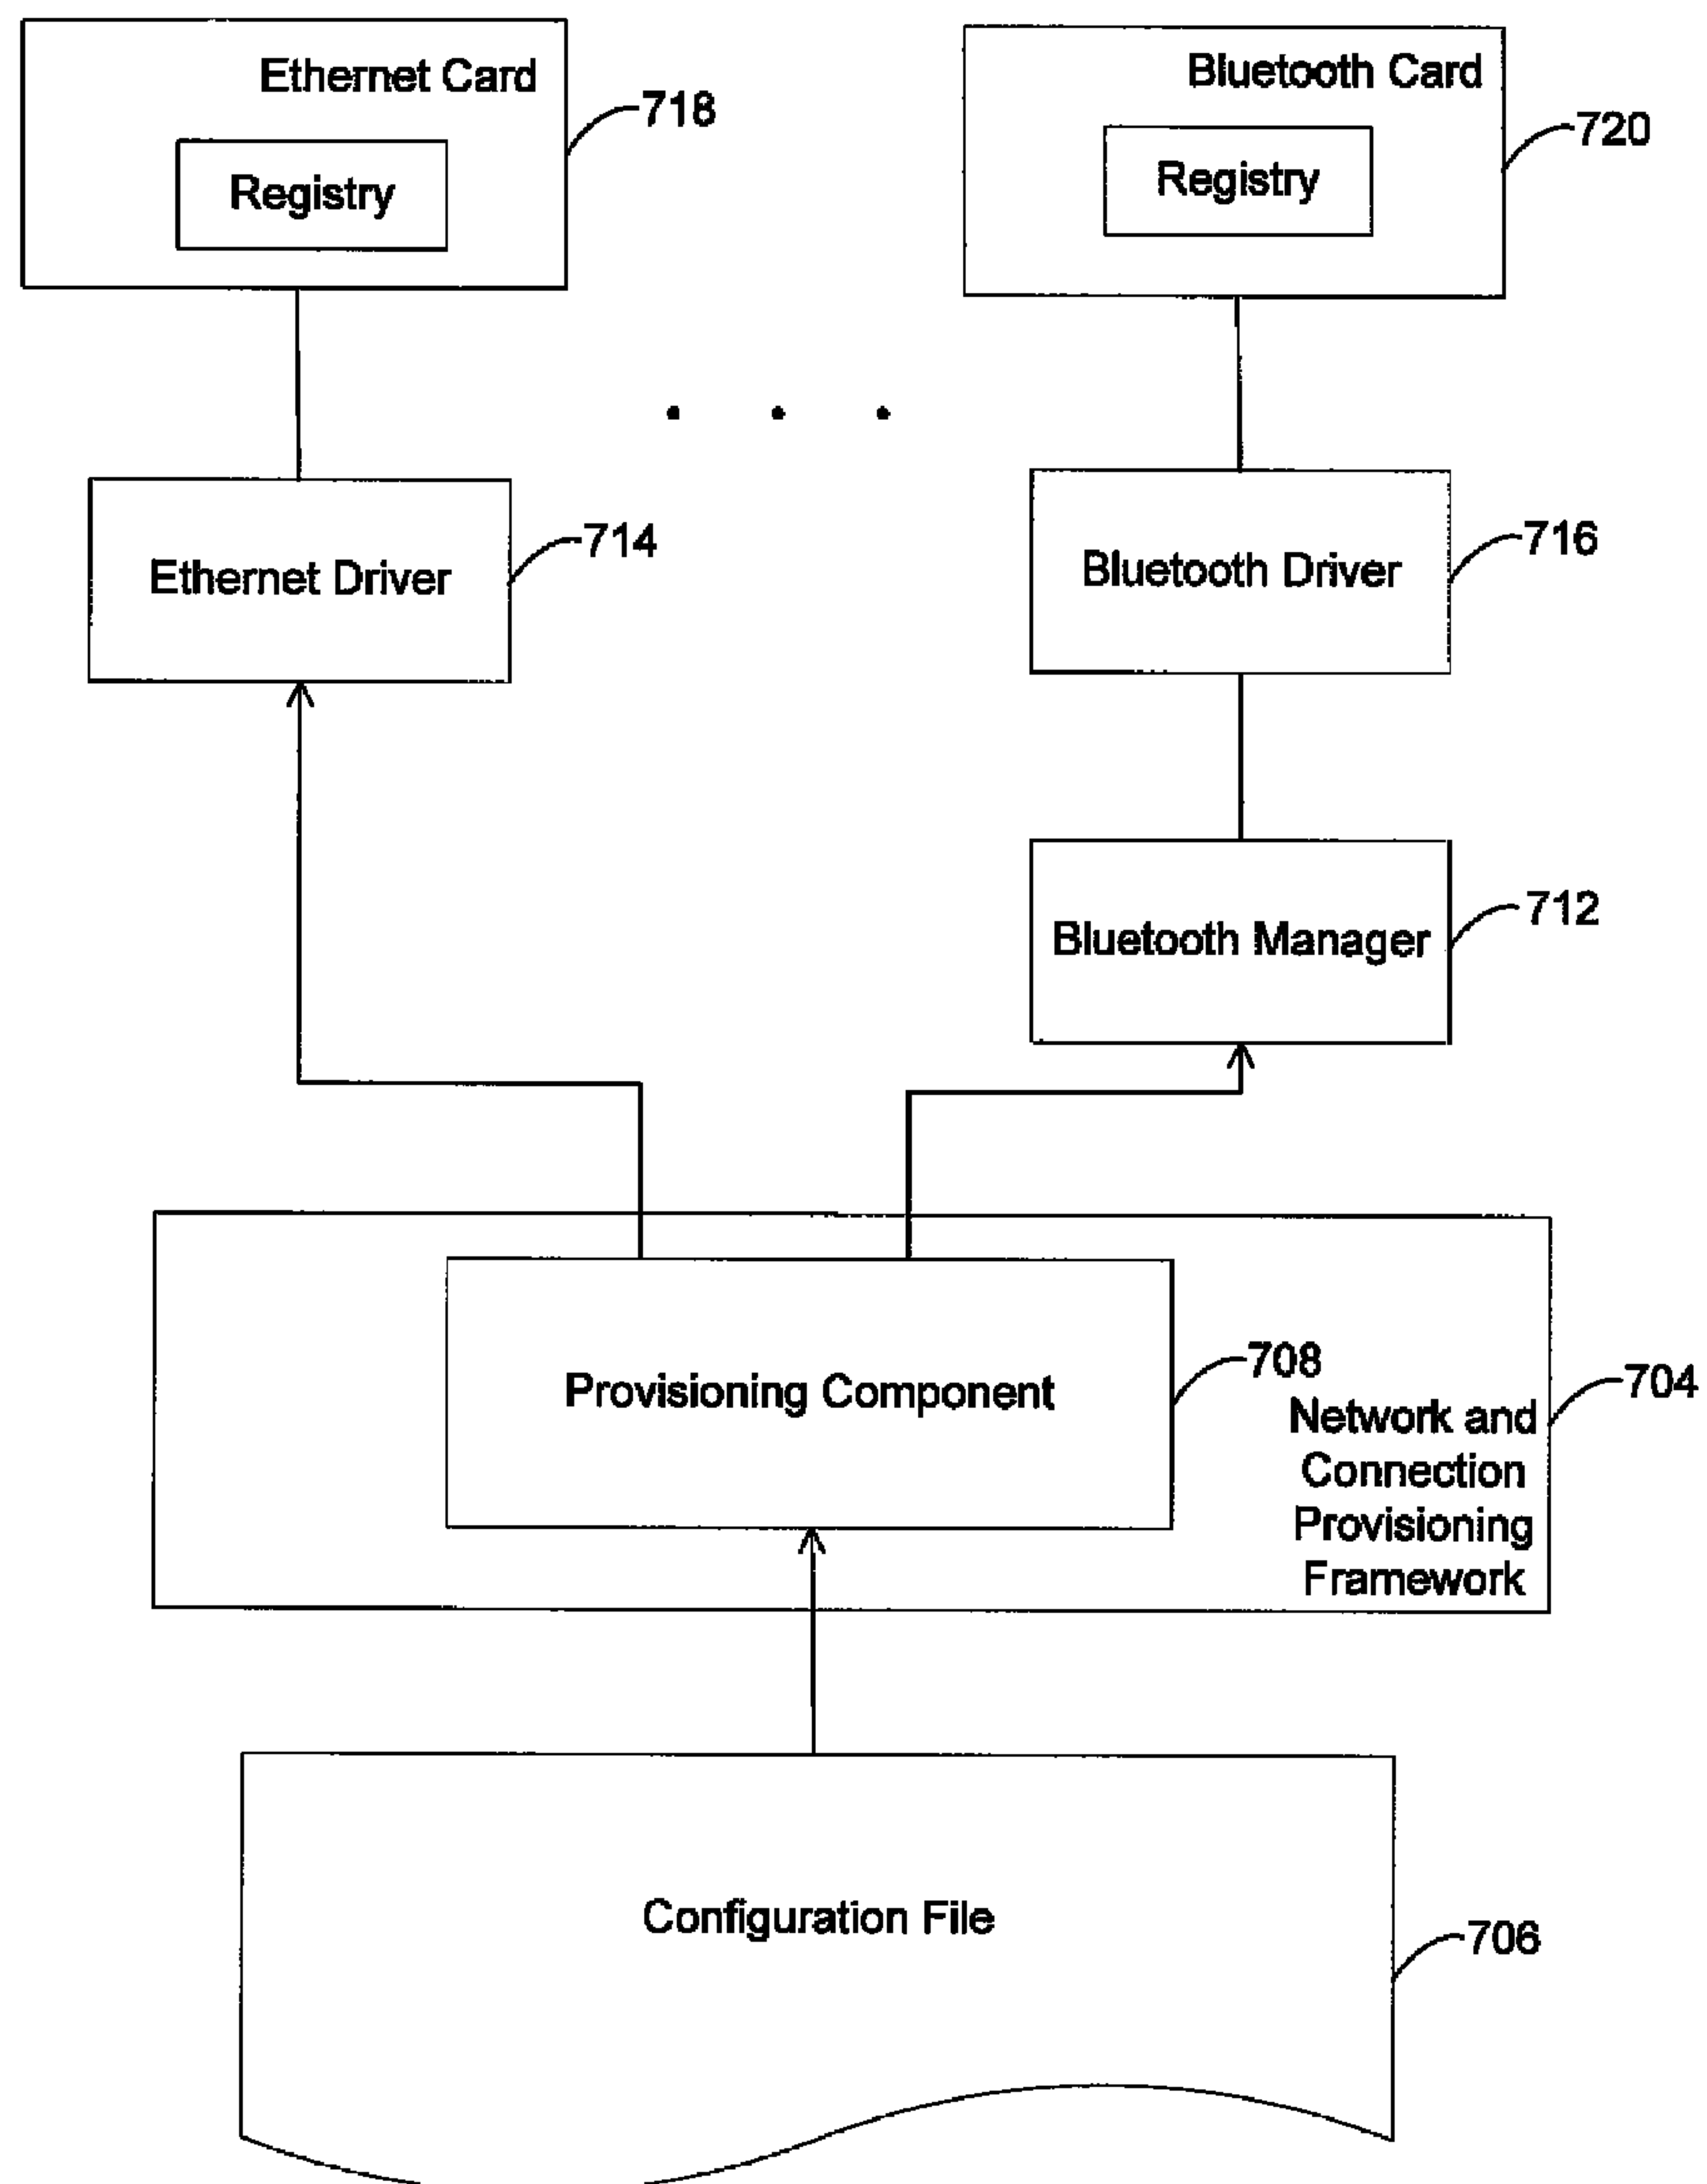 Ethernet Card
718
Registry
Bluetooth Card
720
Registry
Ethernet Driver
714
Bluetooth Driver
716
Bluetooth Manager
712
Provisioning Component
708
704
Network and
Connection
Provisioning
Framework
Configuration File
706